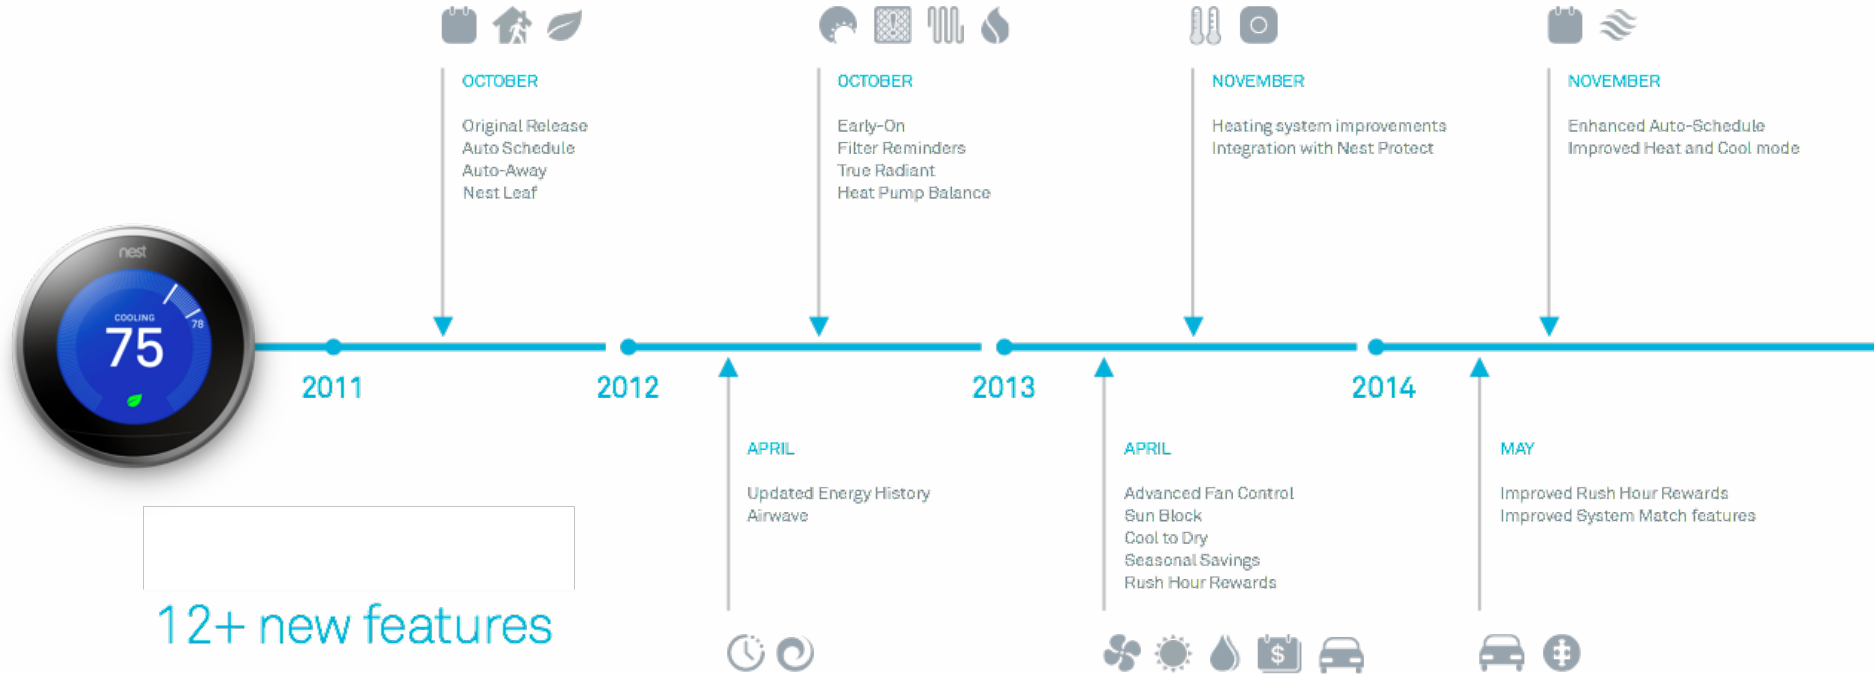 OCTOBER
Original Release
Auto Schedule
Auto-Away
Nest Leaf
OCTOBER
Early-On
Filter Reminders
True Radiant
Heat Pump Balance
NOVEMBER
Heating system improvements
Integration with Nest Protect
NOVEMBER
Enhanced Auto-Schedule
Improved Heat and Cool mode
nest
COOLING
75
78
2011
2012
2013
2014
APRIL
Updated Energy History
Airwave
APRIL
Advanced Fan Control
Sun Block
Cool to Dry
Seasonal Savings
Rush Hour Rewards
$
MAY
Improved Rush Hour Rewards
Improved System Match features
12+ new features